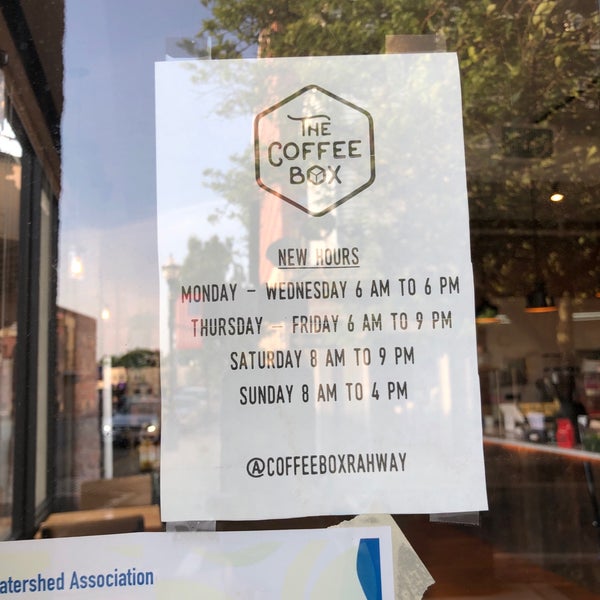 THE
COFFEE
BOX
NEW HOURS
MONDAY - WEDNESDAY 6 AM TO 6 PM
THURSDAY - FRIDAY 6 AM TO 9 PM
SATURDAY 8 AM TO 9 PM
SUNDAY 8 AM TO 4 PM
@COFFEEBOXRAHWAY
atershed Association